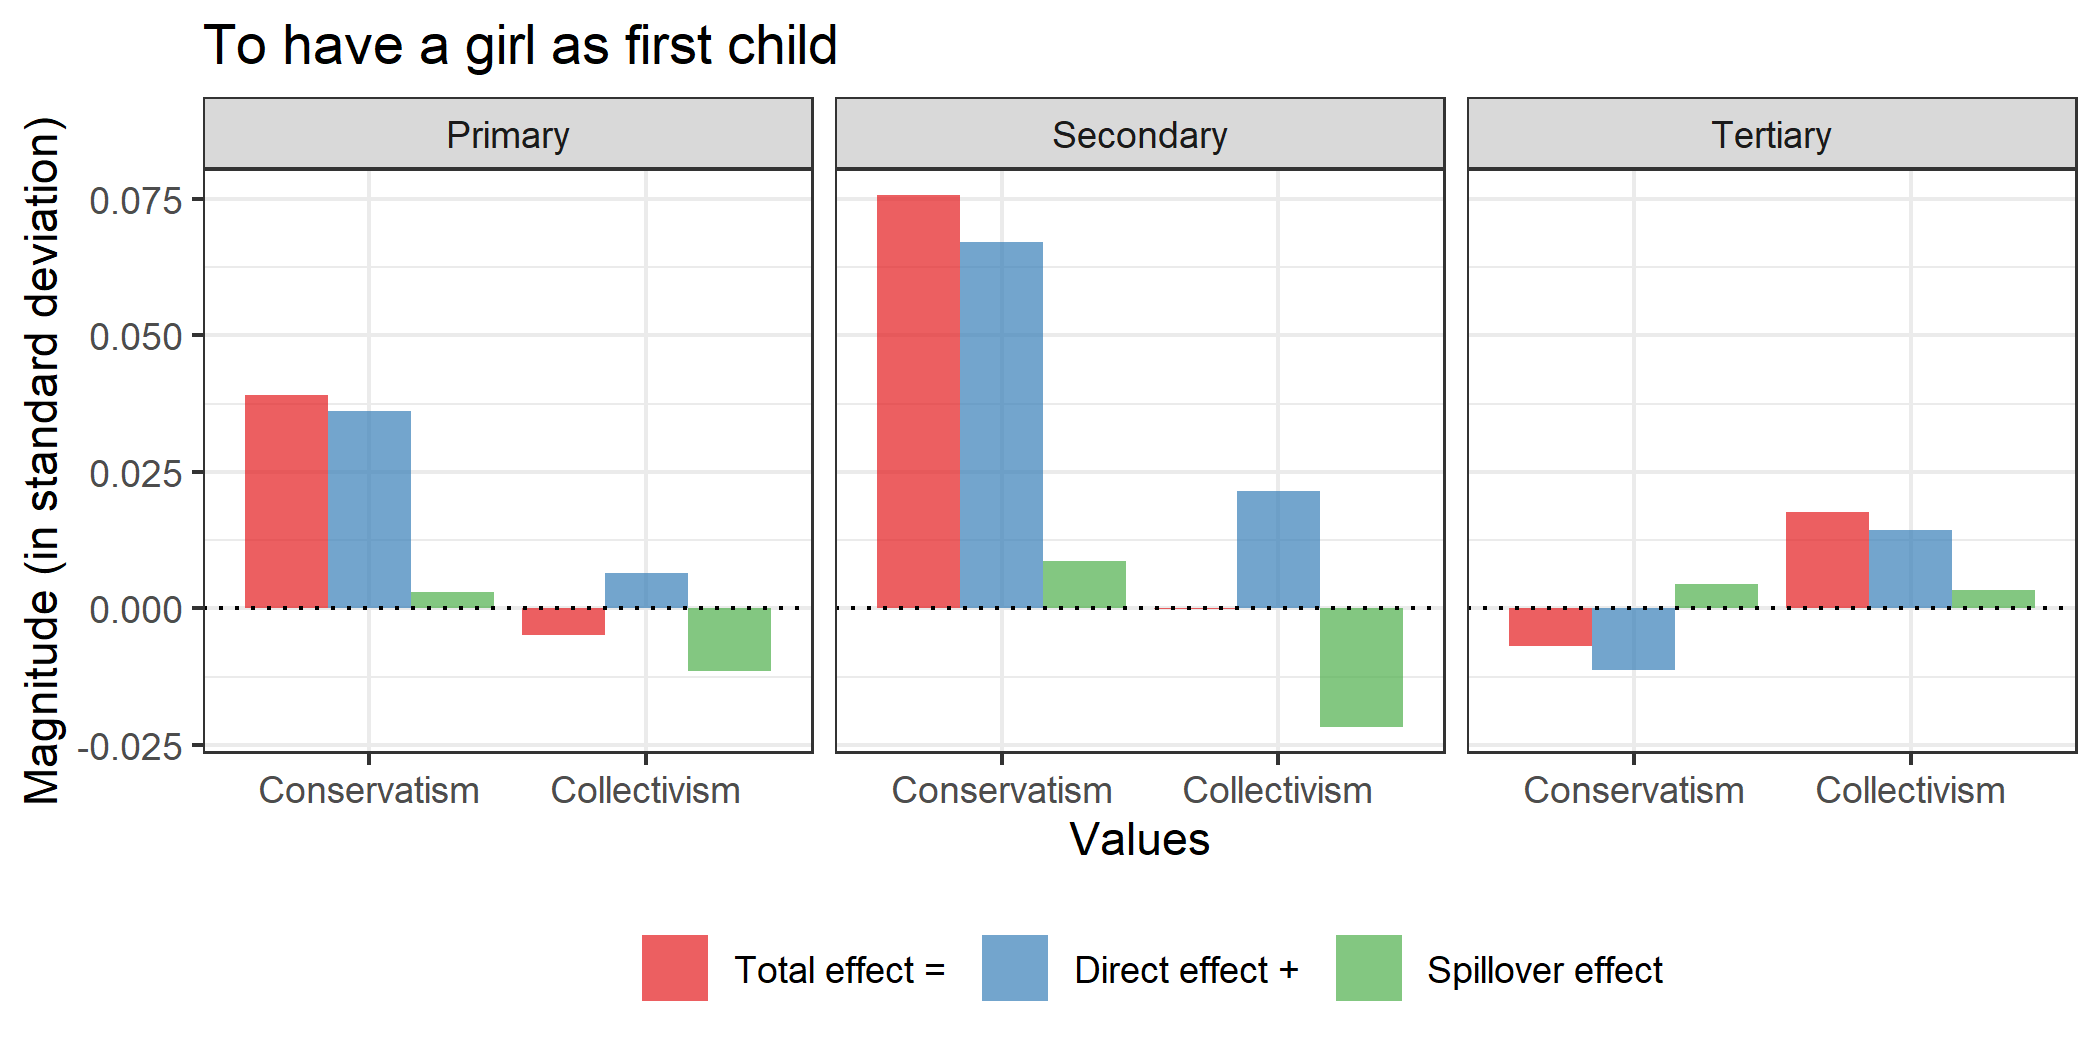 To have a girl as first child
Primary
Secondary
Tertiary
Magnitude (in standard deviation)
0.075
0.050
0.025
0.000
-0.025
Conservatism
Collectivism
Conservatism
Collectivism
Conservatism
Collectivism
Values
Total effect =
Direct effect +
Spillover effect